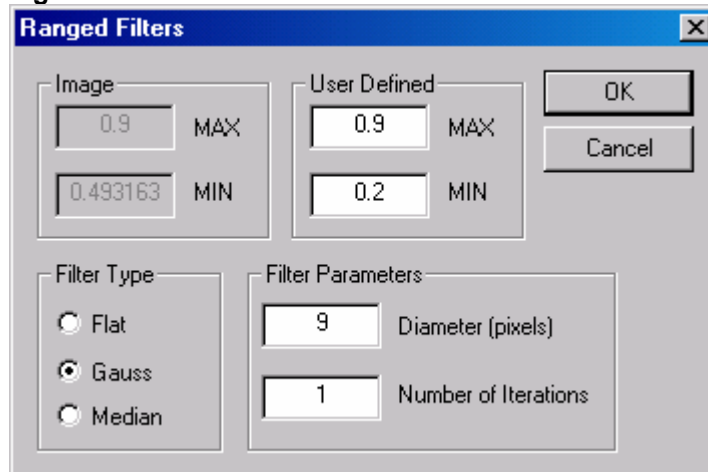 Ranged Filters
Image
0.9 MAX
0.493163 MIN
User Defined
0.9 MAX
0.2 MIN
OK
Cancel
Filter Type
Flat
Gauss
Median
Filter Parameters
9 Diameter (pixels)
1 Number of Iterations